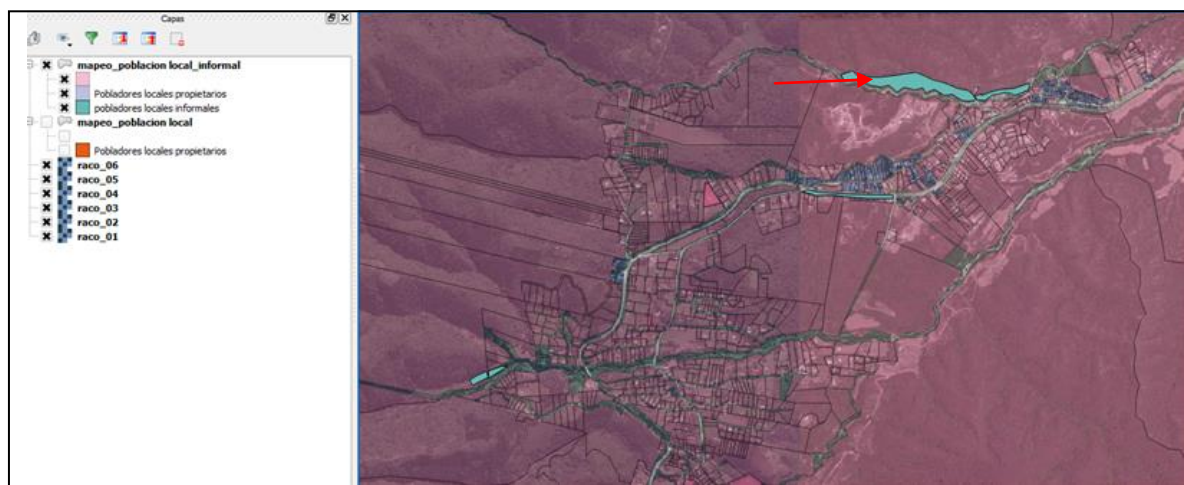 Capas
mapeo_poblacion local_informal
Pobladores locales propietarios
pobladores locales informales
mapeo_poblacion local
Pobladores locales propietarios
raco_06
raco_05
raco_04
raco_03
raco_02
raco_01